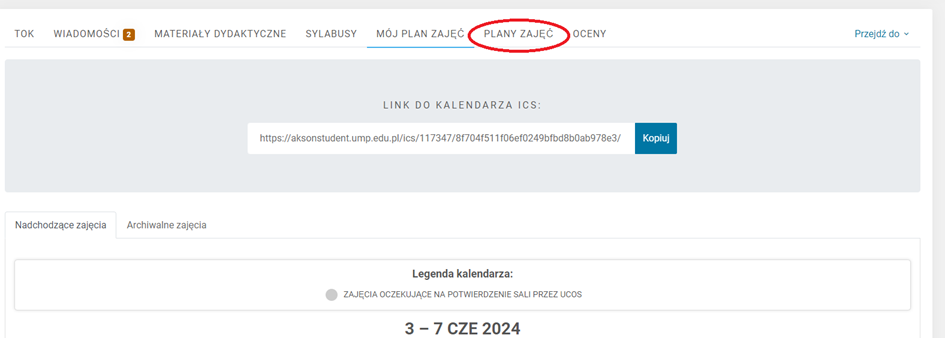 TOK WIADOMOŚCI 2 MATERIAŁY DYDAKTYCZNE SYLABUSY MÓJ PLAN ZAJĘĆ PLANY ZAJĘĆ OCENY Przejdź do
LINK DO KALENDARZA ICS:
https://aksonstudent.ump.edu.pl/ics/117347/8f704f511f06ef0249bfbd8b0ab978e3/ Kopiuj
Nadchodzące zajęcia Archiwalne zajęcia
Legenda kalendarza:
ZAJĘCIA OCZEKUJĄCE NA POTWIERDZENIE SALI PRZEZ UCOS
3 – 7 CZE 2024